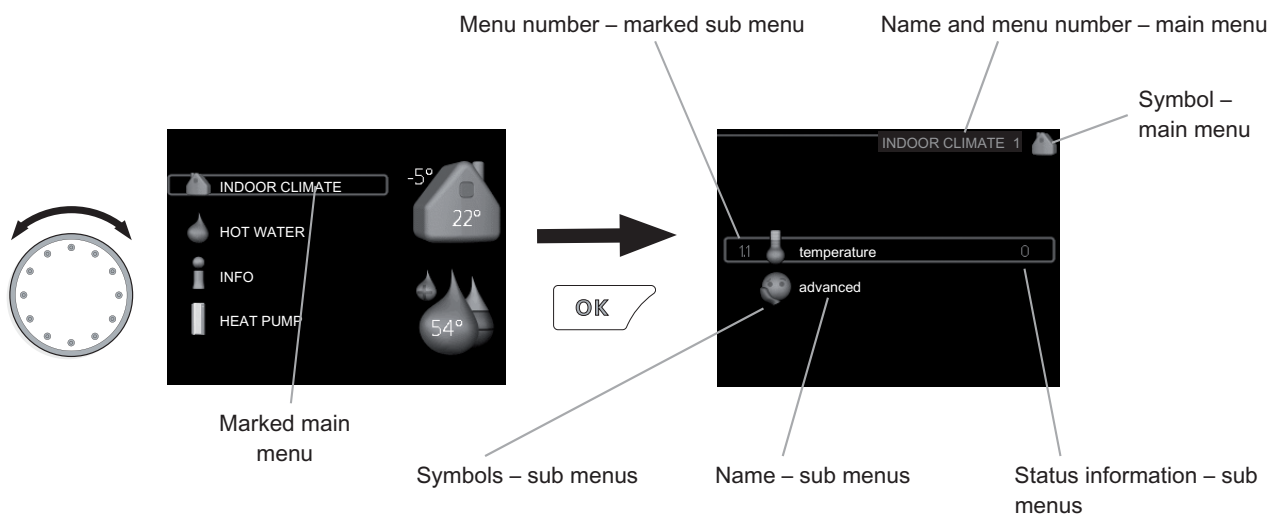 Menu number – marked sub menu
Name and menu number – main menu
Symbol –
main menu
INDOOR CLIMATE
-5°
22°
HOT WATER
INFO
HEAT PUMP
54°
OK
INDOOR CLIMATE 1
1.1 temperature 0
advanced
Marked main
menu
Symbols – sub menus
Name – sub menus
Status information – sub
menus